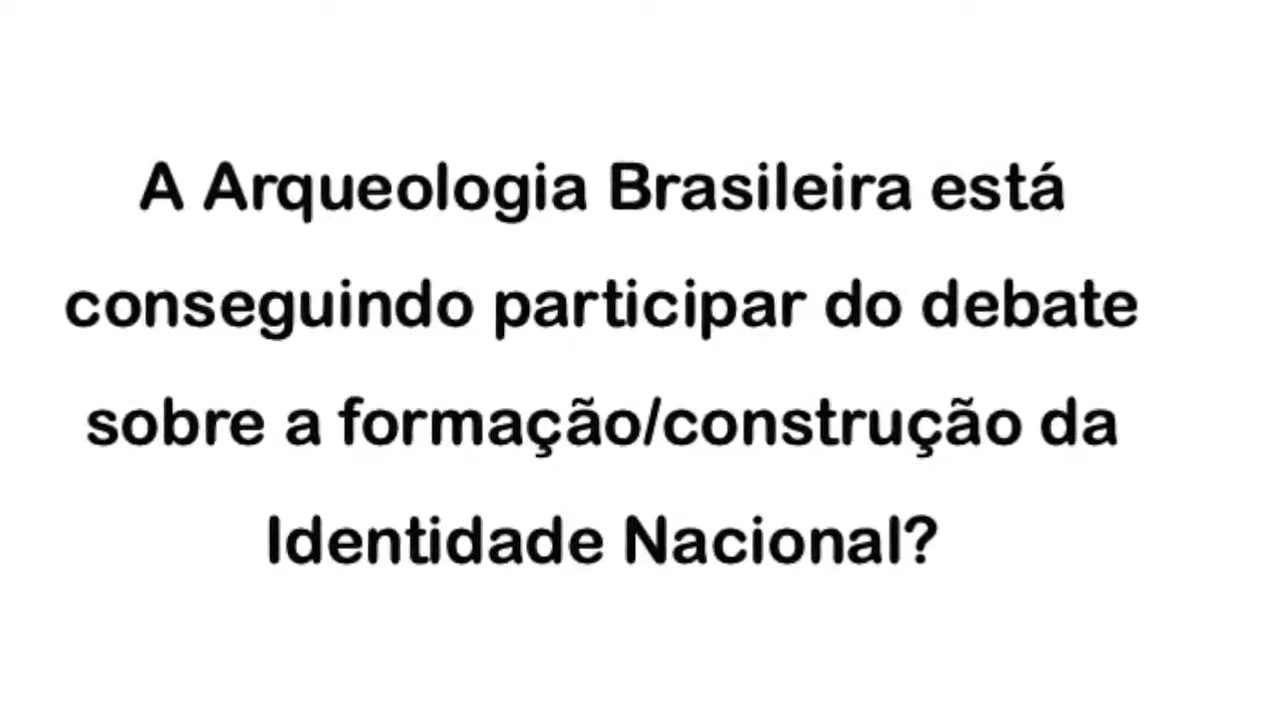 A Arqueologia Brasileira está
conseguindo participar do debate
sobre a formação/construção da
Identidade Nacional?